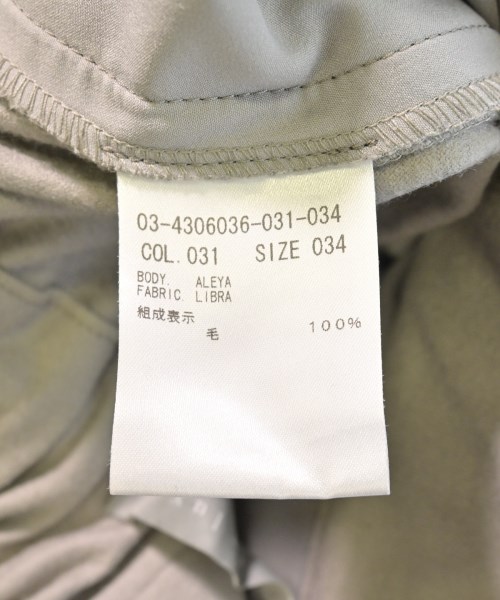 03-4306036-031-034
COL. 031 SIZE 034
BODY. ALEYA
FABRIC. LIBRA
組成表示
毛 100%